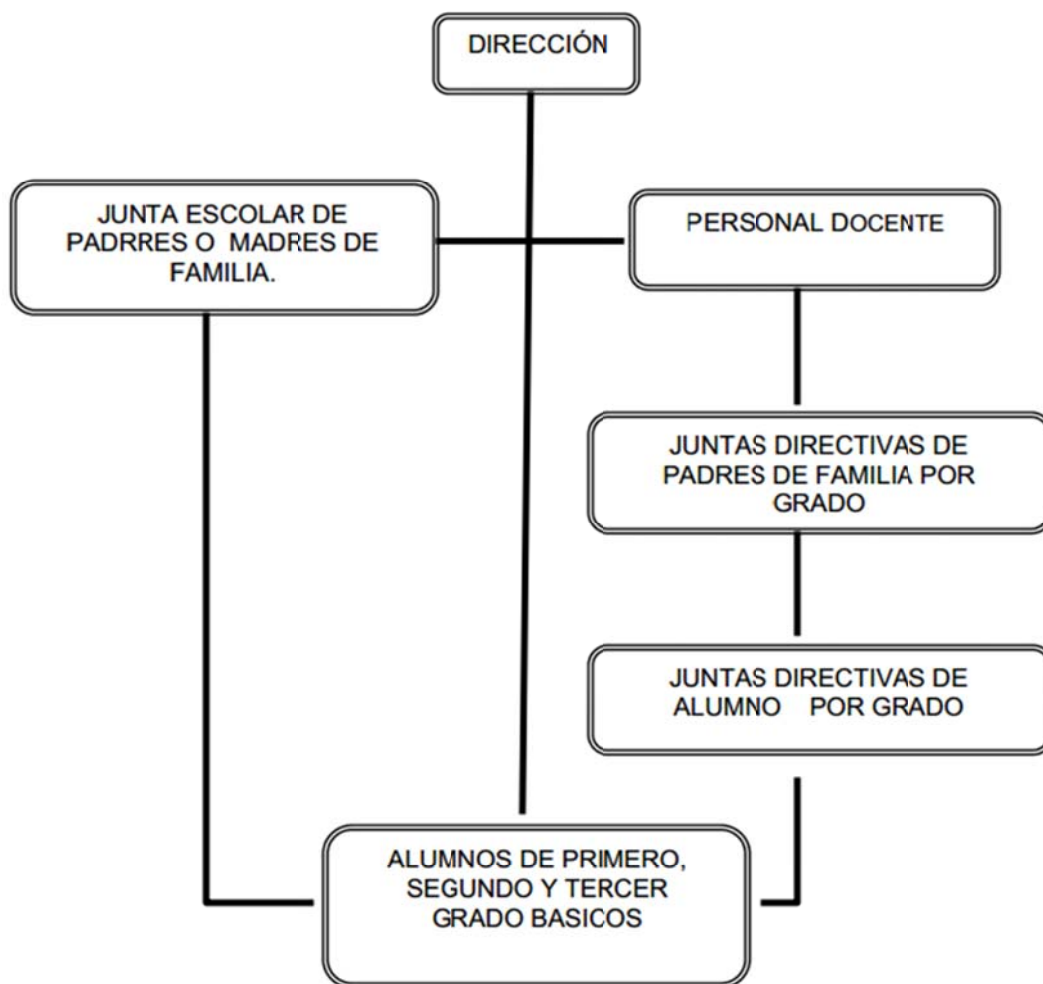 DIRECCIÓN
JUNTA ESCOLAR DE
PADRRES O MADRES DE
FAMILIA.
PERSONAL DOCENTE
JUNTAS DIRECTIVAS DE
PADRES DE FAMILIA POR
GRADO
JUNTAS DIRECTIVAS DE
ALUMNO POR GRADO
ALUMNOS DE PRIMERO,
SEGUNDO Y TERCER
GRADO BASICOS